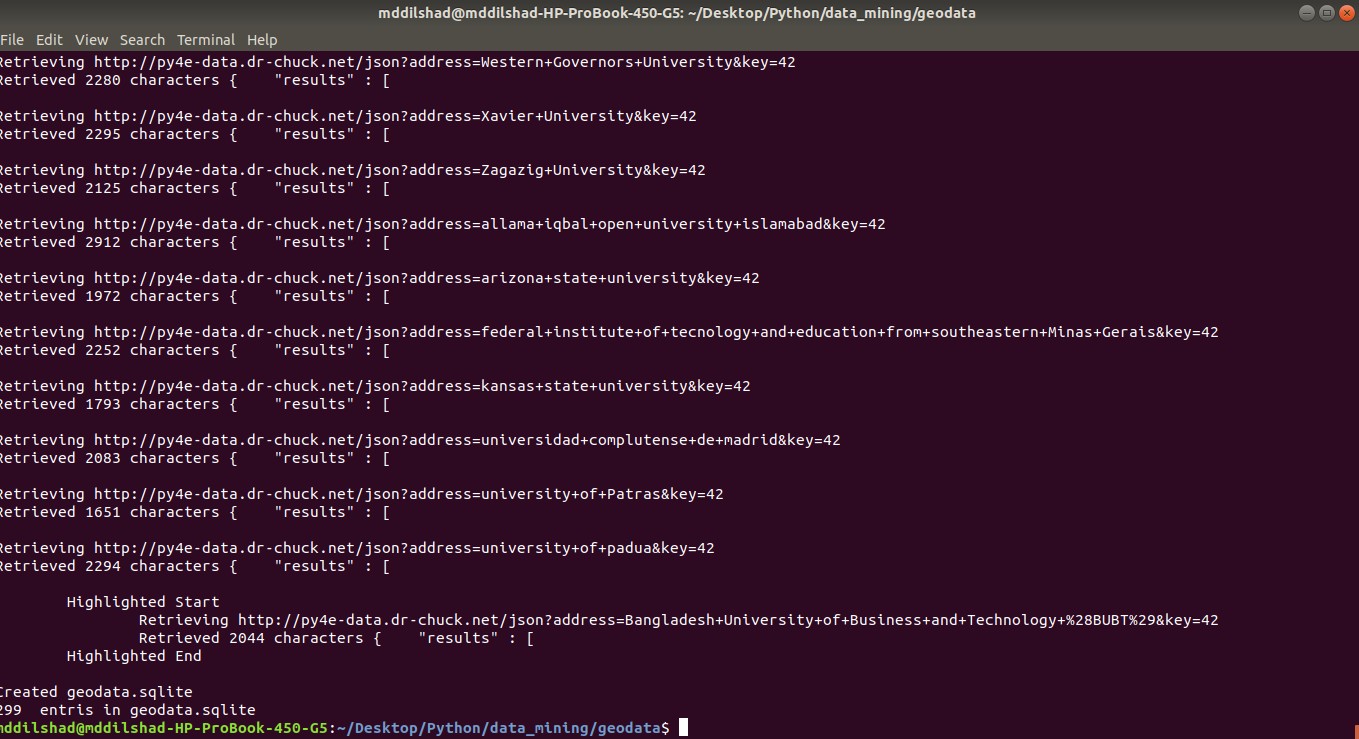 mddilshad@mddilshad-HP-ProBook-450-G5: ~/Desktop/Python/data_mining/geodata
File Edit View Search Terminal Help
Retrieving http://py4e-data.dr-chuck.net/json?address=Western+Governors+University&key=42
Retrieved 2280 characters {    "results" : [
Retrieving http://py4e-data.dr-chuck.net/json?address=Xavier+University&key=42
Retrieved 2295 characters {    "results" : [
Retrieving http://py4e-data.dr-chuck.net/json?address=Zagazig+University&key=42
Retrieved 2125 characters {    "results" : [
Retrieving http://py4e-data.dr-chuck.net/json?address=allama+iqbal+open+university+islamabad&key=42
Retrieved 2912 characters {    "results" : [
Retrieving http://py4e-data.dr-chuck.net/json?address=arizona+state+university&key=42
Retrieved 1972 characters {    "results" : [
Retrieving http://py4e-data.dr-chuck.net/json?address=federal+institute+of+tecnology+and+education+from+southeastern+Minas+Gerais&key=42
Retrieved 2252 characters {    "results" : [
Retrieving http://py4e-data.dr-chuck.net/json?address=kansas+state+university&key=42
Retrieved 1793 characters {    "results" : [
Retrieving http://py4e-data.dr-chuck.net/json?address=universidad+complutense+de+madrid&key=42
Retrieved 2083 characters {    "results" : [
Retrieving http://py4e-data.dr-chuck.net/json?address=university+of+Patras&key=42
Retrieved 1651 characters {    "results" : [
Retrieving http://py4e-data.dr-chuck.net/json?address=university+of+padua&key=42
Retrieved 2294 characters {    "results" : [
Highlighted Start
Retrieving http://py4e-data.dr-chuck.net/json?address=Bangladesh+University+of+Business+and+Technology+%28BUBT%29&key=42
Retrieved 2044 characters {    "results" : [
Highlighted End
Created geodata.sqlite
299  entris in geodata.sqlite
mddilshad@mddilshad-HP-ProBook-450-G5:~/Desktop/Python/data_mining/geodata$